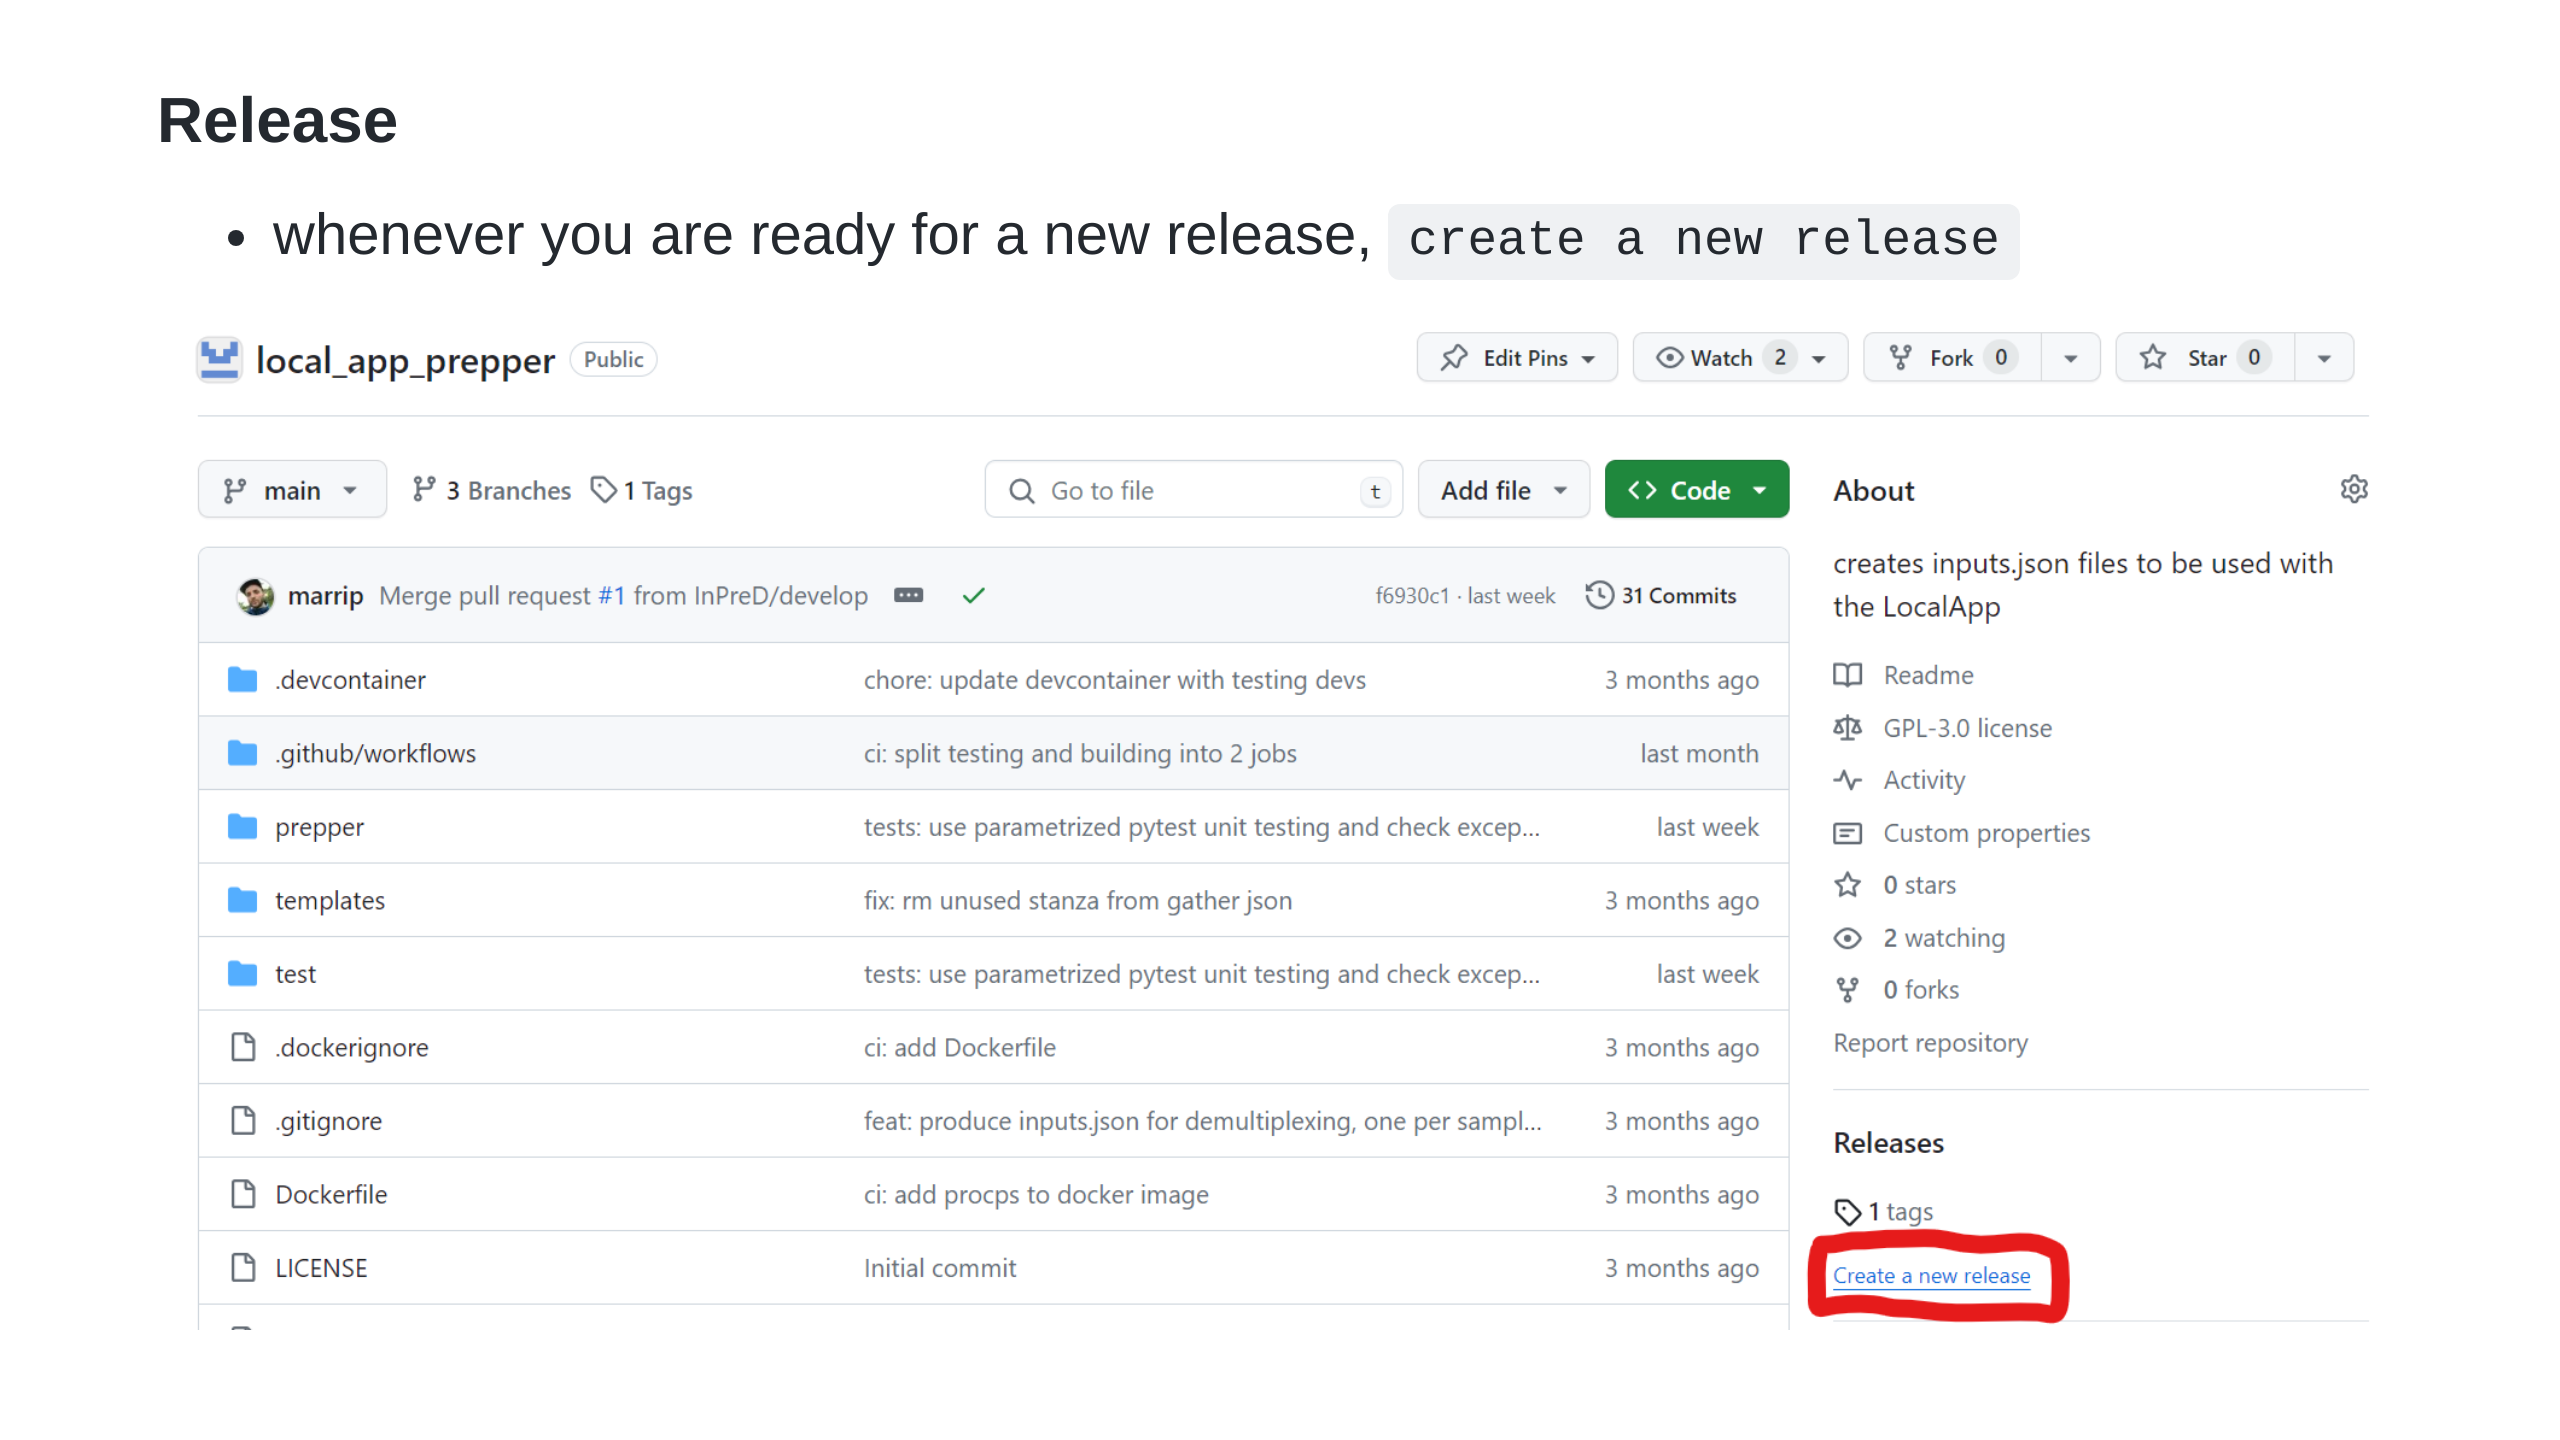 Release
whenever you are ready for a new release, create a new release
local_app_prepper Public Edit Pins Watch 2 Fork 0 Star 0
main 3 Branches 1 Tags Go to file t Add file Code
marrip Merge pull request #1 from InPreD/develop f6930c1 · last week 31 Commits
.devcontainer chore: update devcontainer with testing devs 3 months ago
.github/workflows ci: split testing and building into 2 jobs last month
prepper tests: use parametrized pytest unit testing and check excep... last week
templates fix: rm unused stanza from gather json 3 months ago
test tests: use parametrized pytest unit testing and check excep... last week
.dockerignore ci: add Dockerfile 3 months ago
.gitignore feat: produce inputs.json for demultiplexing, one per sampl... 3 months ago
Dockerfile ci: add procps to docker image 3 months ago
LICENSE Initial commit 3 months ago
About
creates inputs.json files to be used with
the LocalApp
Readme
GPL-3.0 license
Activity
Custom properties
0 stars
2 watching
0 forks
Report repository
Releases
1 tags
Create a new release